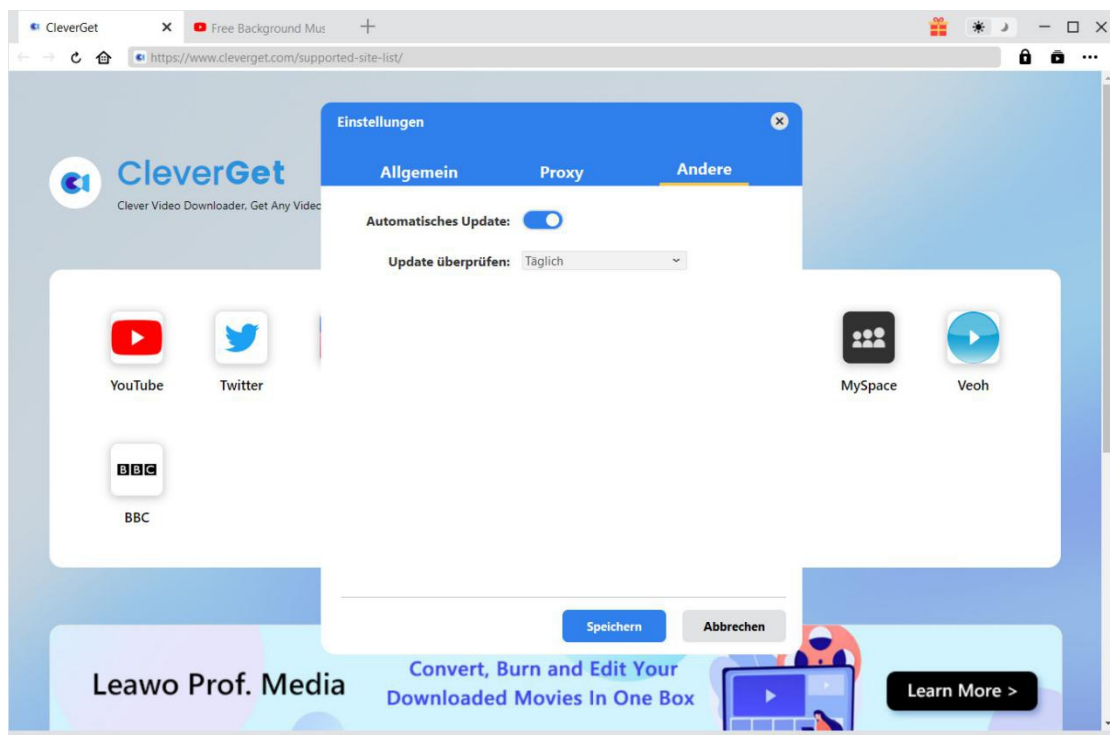 CleverGet
Free Background Mus
https://www.cleverget.com/supported-site-list/
Einstellungen
Allgemein Proxy Andere
CleverGet
Clever Video Downloader. Get Any Video
Automatisches Update:
Update überprüfen: Täglich
YouTube Twitter MySpace Veoh
BBC
BBC
Speichern Abbrechen
Leawo Prof. Media
Convert, Burn and Edit Your
Downloaded Movies In One Box
Learn More >